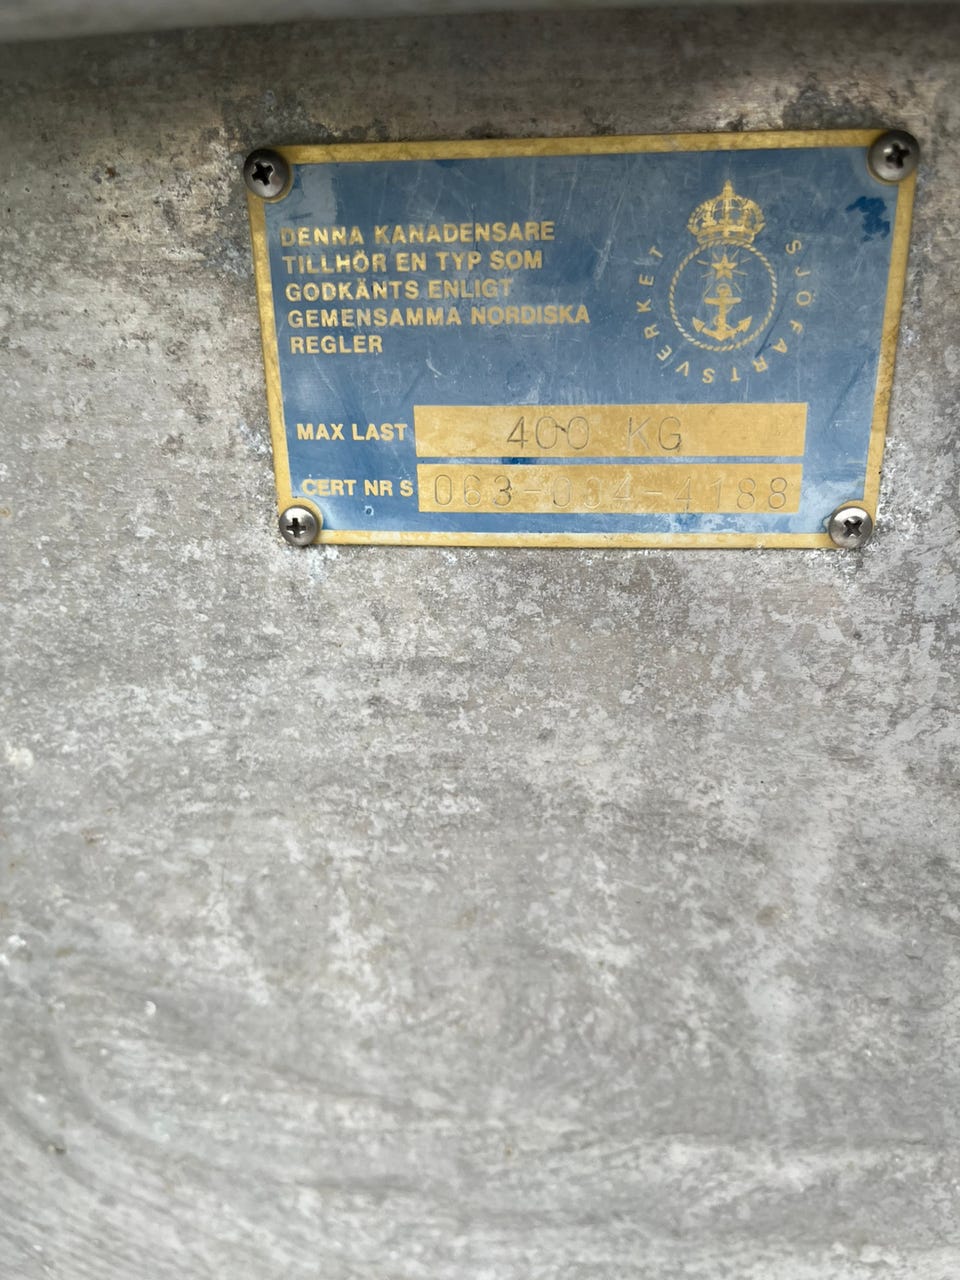 DENNA KANADENSARE
TILLHÖR EN TYP SOM
GODKÄNTS ENLIGT
GEMENSAMMA NORDISKA
REGLER
SJÖFARTSVERKET
MAX LAST 400 KG
CERT NR S 063-004-4188